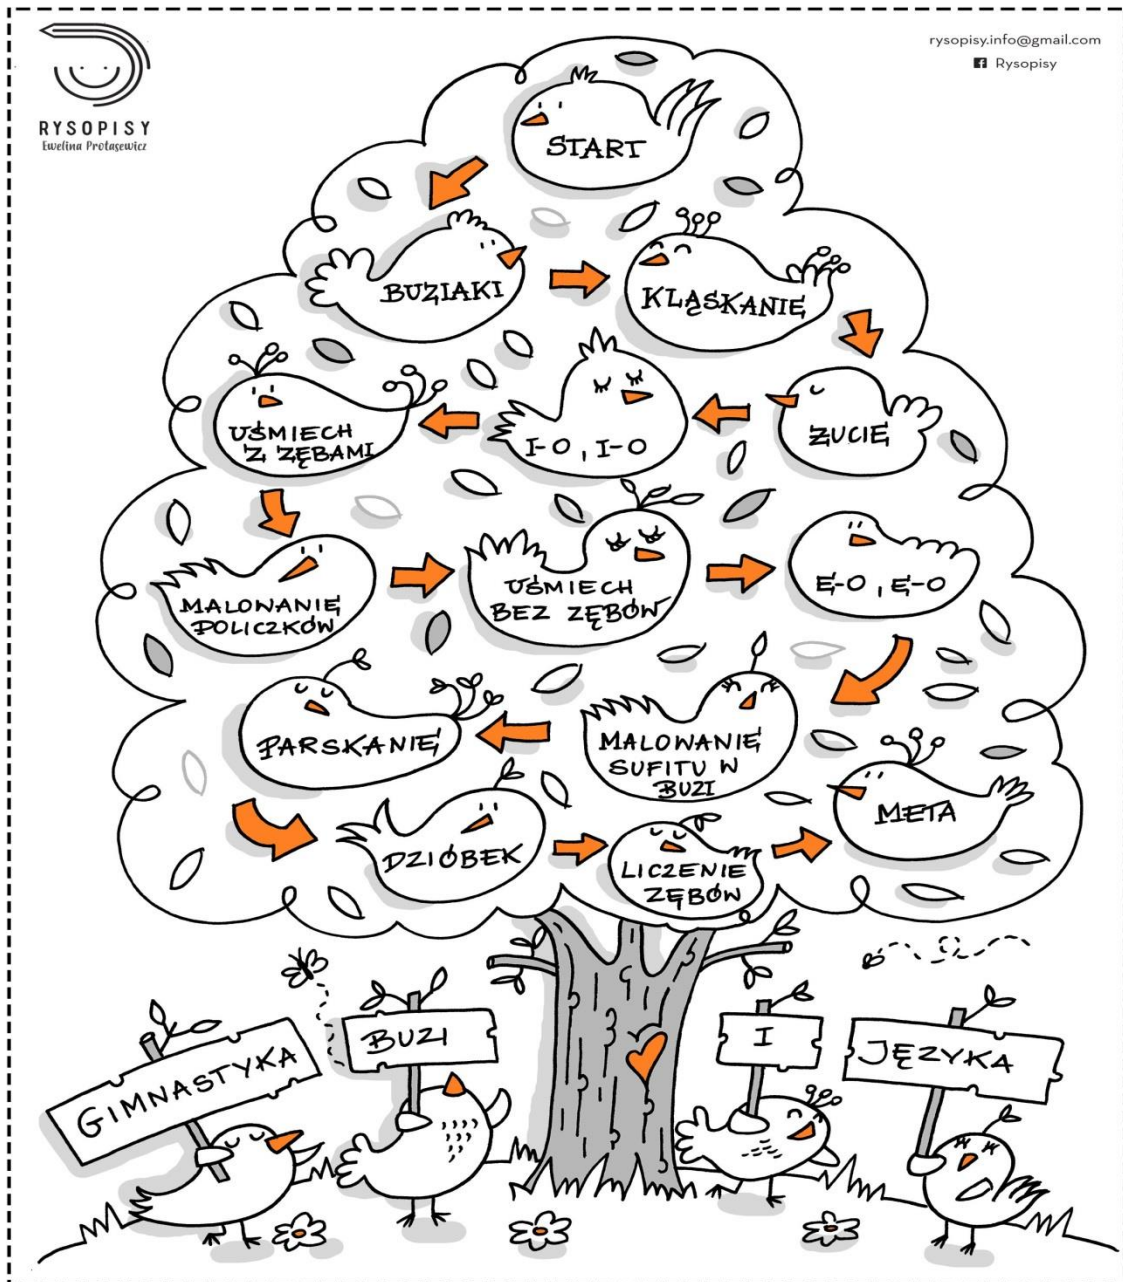 RYSOPISY
Ewelina Protasewicz
rysopisy.info@gmail.com
Rysopisy
START
BUZIAKI
KLĄSKANIE
ŻUCIE
I-O, I-O
UŚMIECH
Z ZĘBAMI
MALOWANIE
POLICZKÓW
UŚMIECH
BEZ ZĘBÓW
E-O, E-O
MALOWANIE
SUFITU W
BUZI
PARSKANIE
DZIÓBEK
LICZENIE
ZĘBÓW
META
GIMNASTYKA
BUZI
I
JĘZYKA